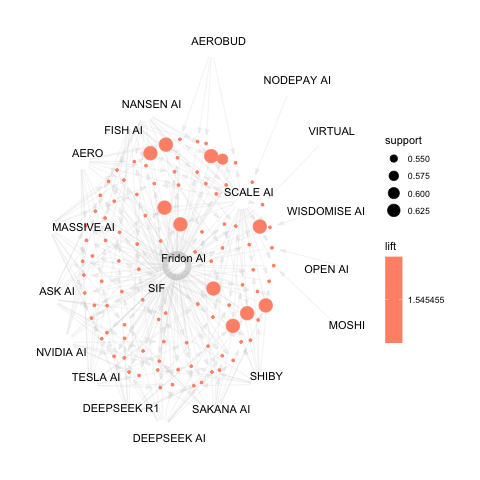 AEROBUD
NODEPAY AI
NANSEN AI
FISH AI
VIRTUAL
AERO
SCALE AI
WISDOMISE AI
MASSIVE AI
Fridon AI
OPEN AI
SIF
ASK AI
MOSHI
NVIDIA AI
TESLA AI
SHIBY
DEEPSEEK R1
SAKANA AI
DEEPSEEK AI
support
0.550
0.575
0.600
0.625
lift
1.545455